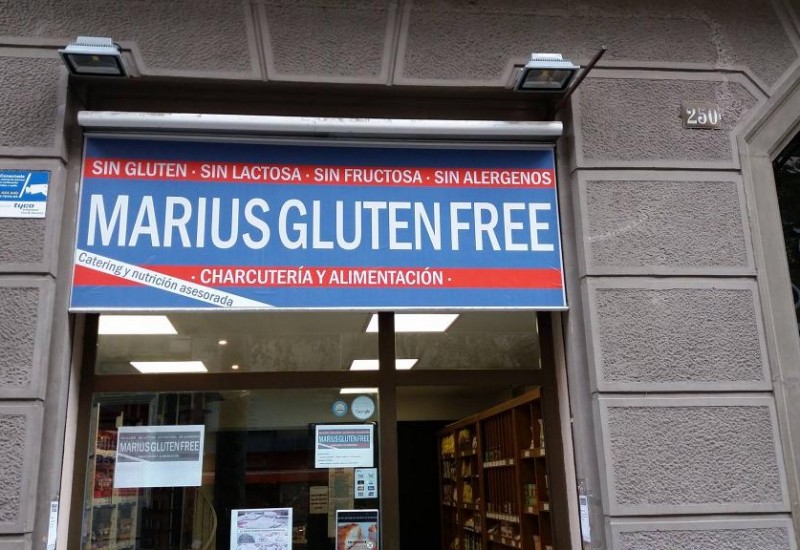 SIN GLUTEN · SIN LACTOSA · SIN FRUCTOSA · SIN ALERGENOS
MARIUS GLUTEN FREE
Catering y nutrición asesorada
· CHARCUTERÍA Y ALIMENTACIÓN ·
250
tyco
MARIUS GLUTEN FREE
MARIUS GLUTEN FREE
Google